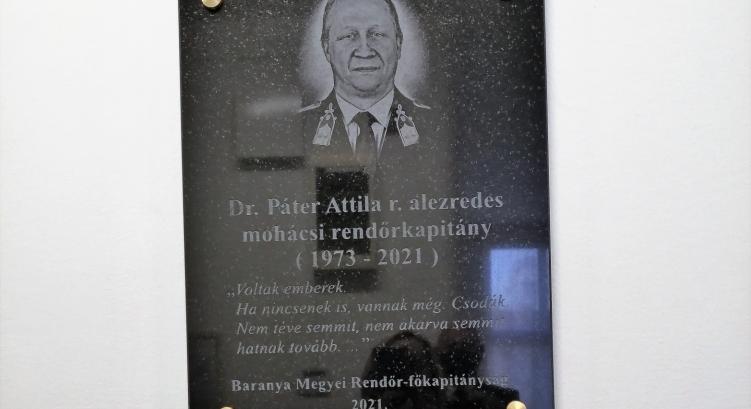 Dr. Páter Attila r. alezredes
mohácsi rendőrkapitány
( 1973 - 2021 )
„Voltak emberek.
Ha nincsenek is, vannak még. Csodák.
Nem téve semmit, nem akarva semmit
hatnak tovább. ...”
Baranya Megyei Rendőr-főkapitányság
2021.